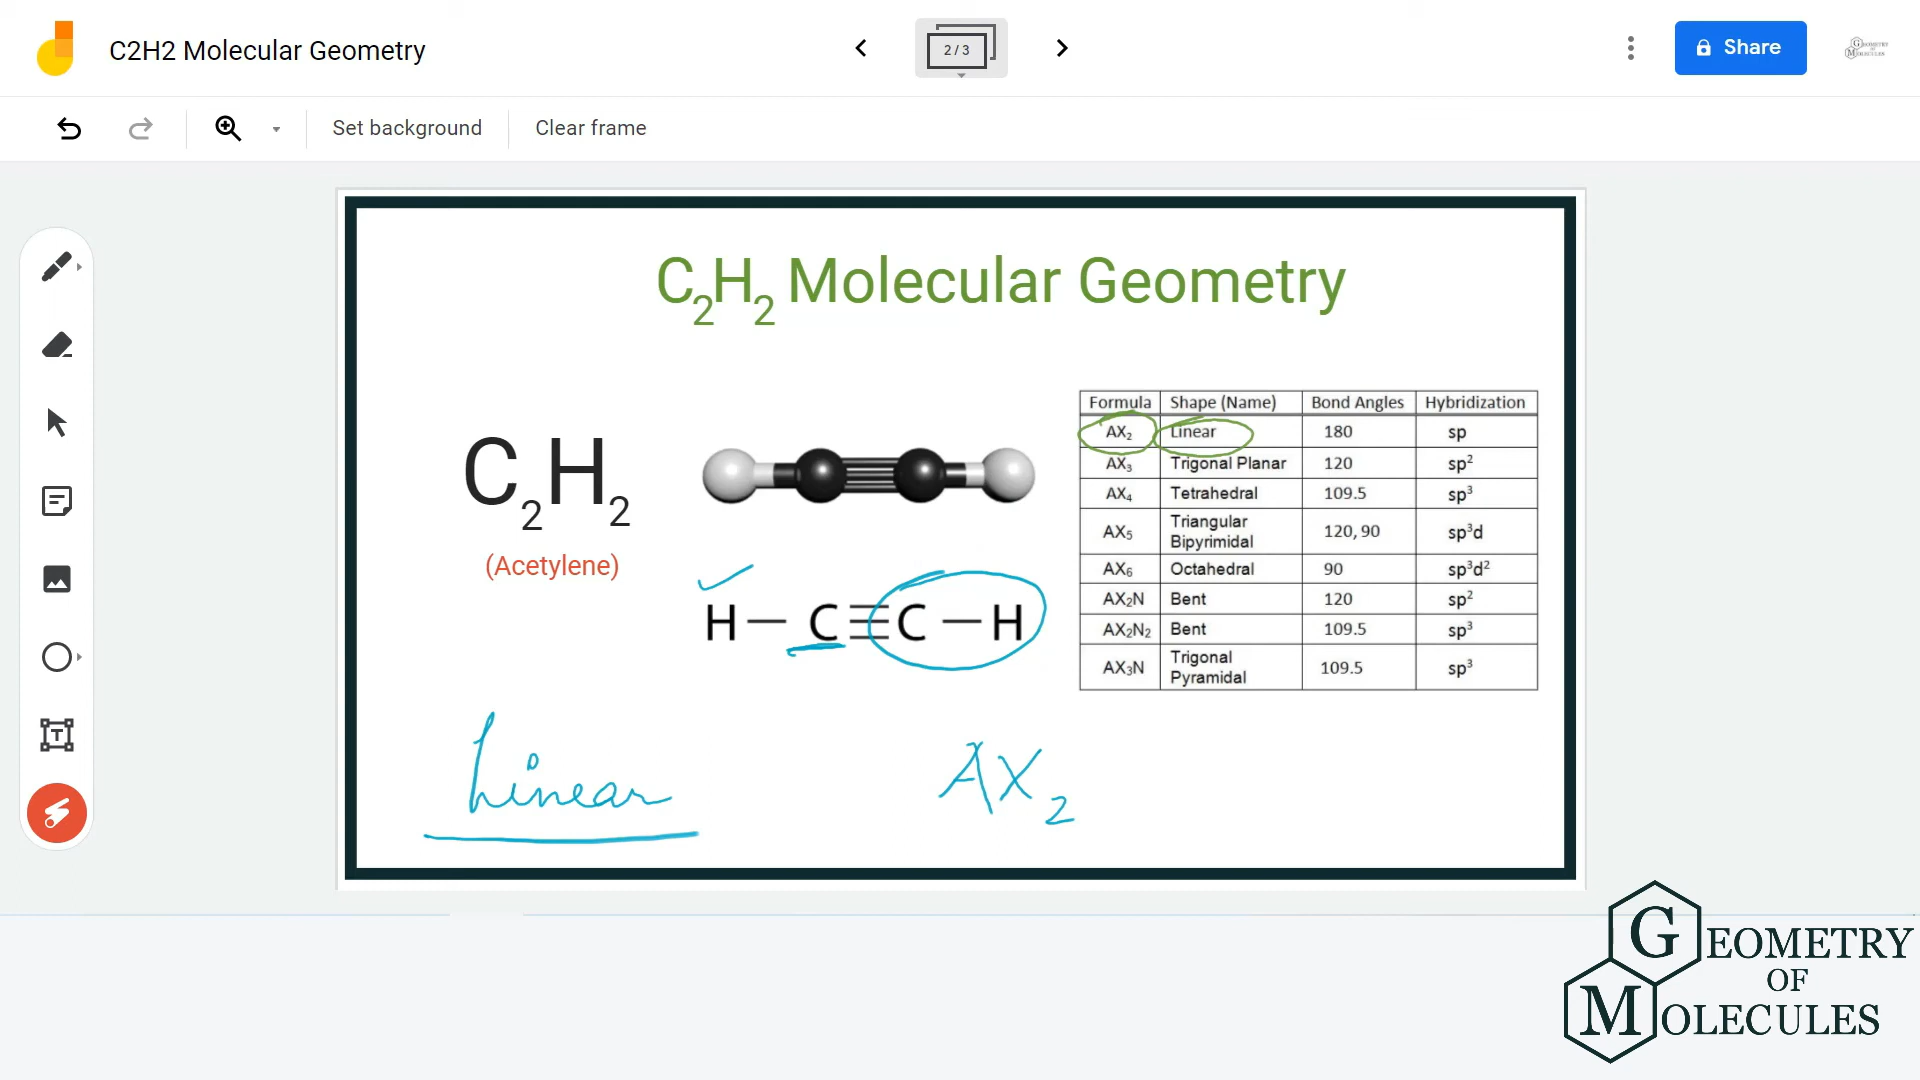 C2H2 Molecular Geometry
2 / 3
Share
GEOMETRY
OF
MOLECULES
Set background
Clear frame
C₂H₂ Molecular Geometry
C₂H₂
(Acetylene)
H — C ≡ C — H
Formula Shape (Name) Bond Angles Hybridization
AX₂ Linear 180 sp
AX₃ Trigonal Planar 120 sp²
AX₄ Tetrahedral 109.5 sp³
AX₅ Triangular Bipyrimidal 120, 90 sp³d
AX₆ Octahedral 90 sp³d²
AX₂N Bent 120 sp²
AX₂N₂ Bent 109.5 sp³
AX₃N Trigonal Pyramidal 109.5 sp³
Linear
AX₂
GEOMETRY
OF
MOLECULES